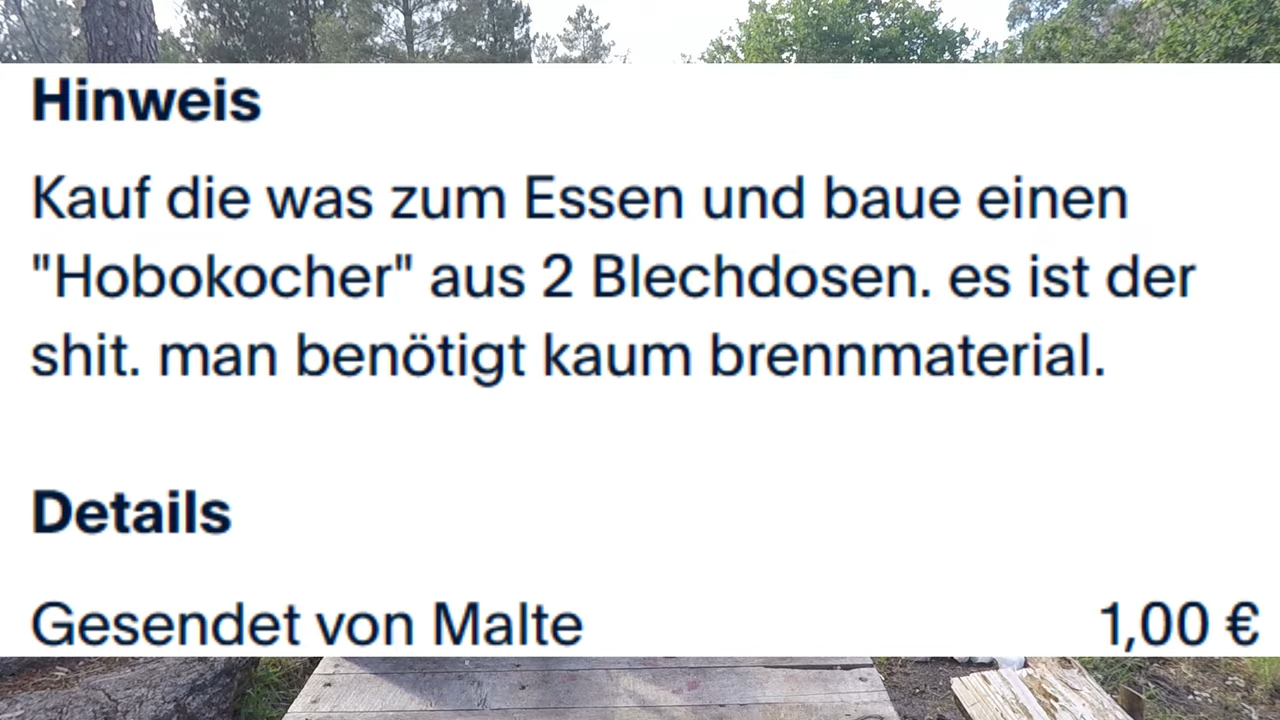 Hinweis
Kauf die was zum Essen und baue einen
"Hobokocher" aus 2 Blechdosen. es ist der
shit. man benötigt kaum brennmaterial.
Details
Gesendet von Malte 1,00 €